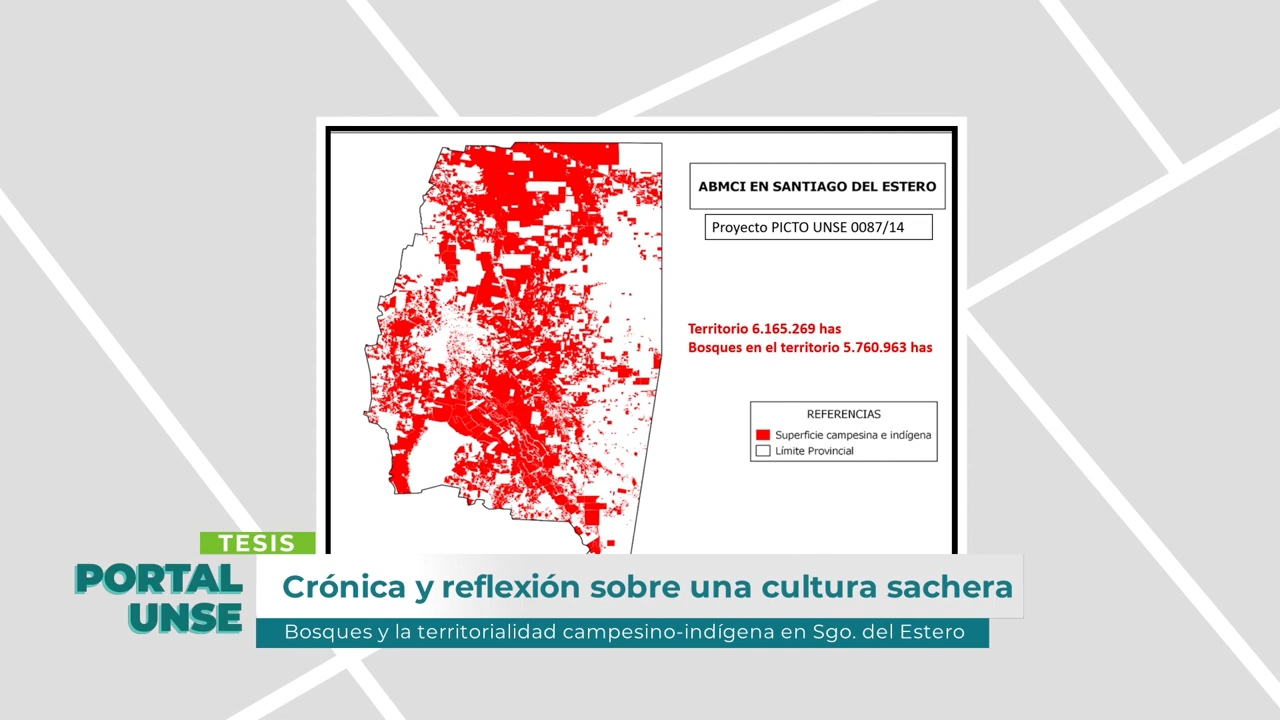 ABMCI EN SANTIAGO DEL ESTERO
Proyecto PICTO UNSE 0087/14
Territorio 6.165.269 has
Bosques en el territorio 5.760.963 has
REFERENCIAS
Superficie campesina e indígena
Límite Provincial
TESIS
PORTAL
UNSE
Crónica y reflexión sobre una cultura sachera
Bosques y la territorialidad campesino-indígena en Sgo. del Estero